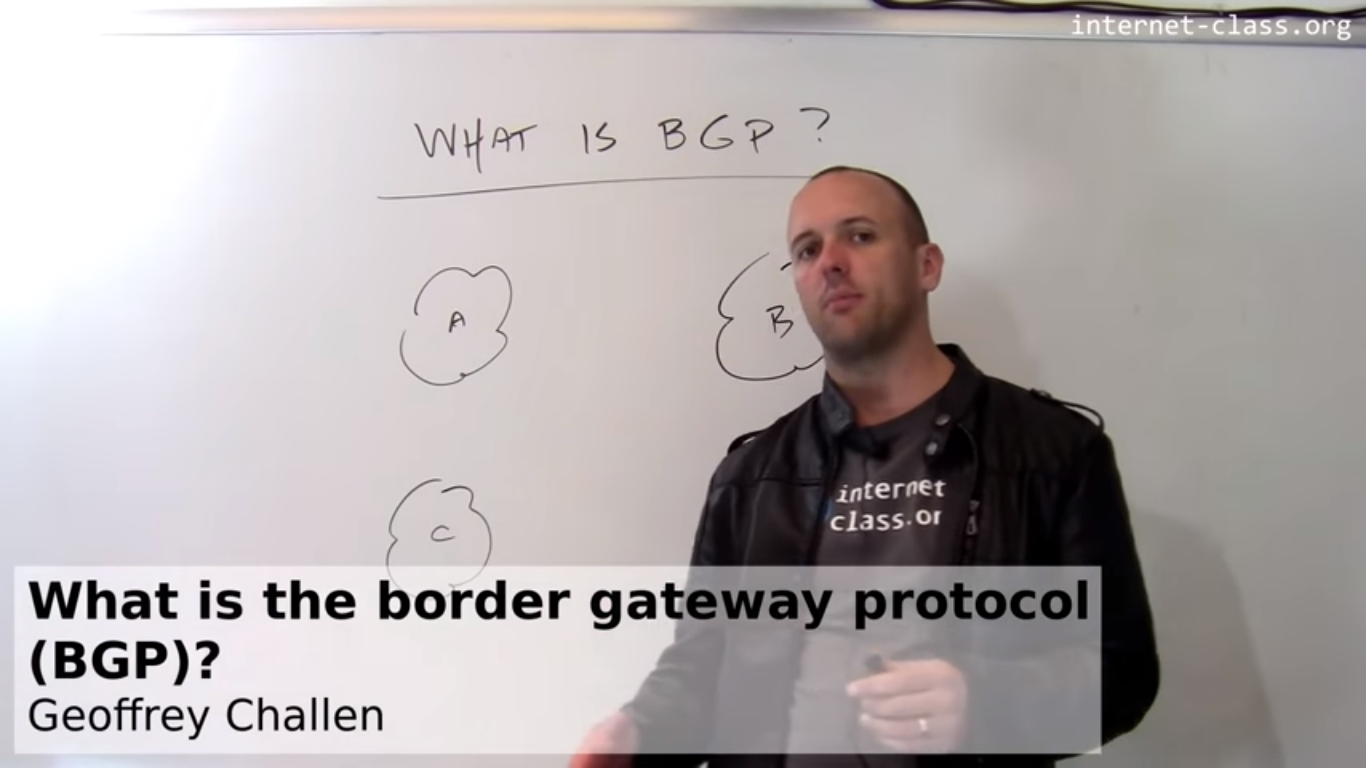 internet-class.org
WHAT IS BGP?
A
B
C
internet
class.or
What is the border gateway protocol
(BGP)?
Geoffrey Challen